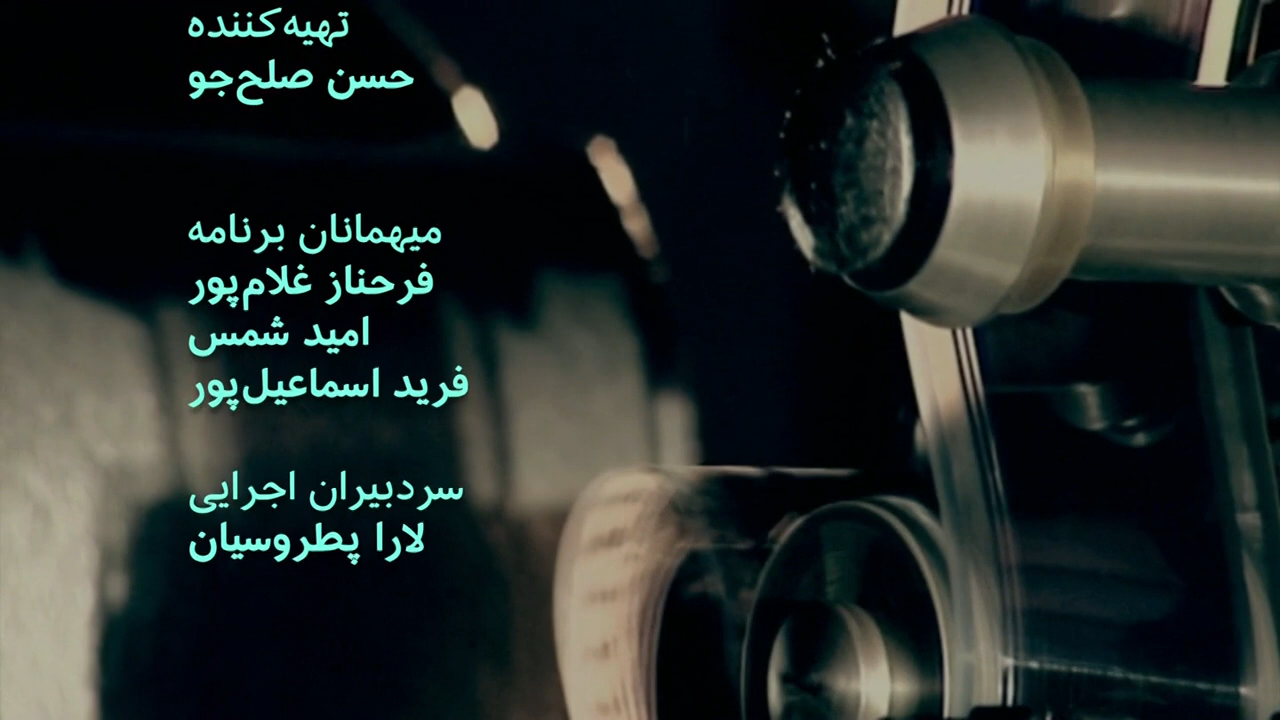 تهیه‌کننده
حسن صلح‌جو
میهمانان برنامه
فرحناز غلام‌پور
امید شمس
فرید اسماعیل‌پور
سردبیران اجرایی
لارا پطروسیان